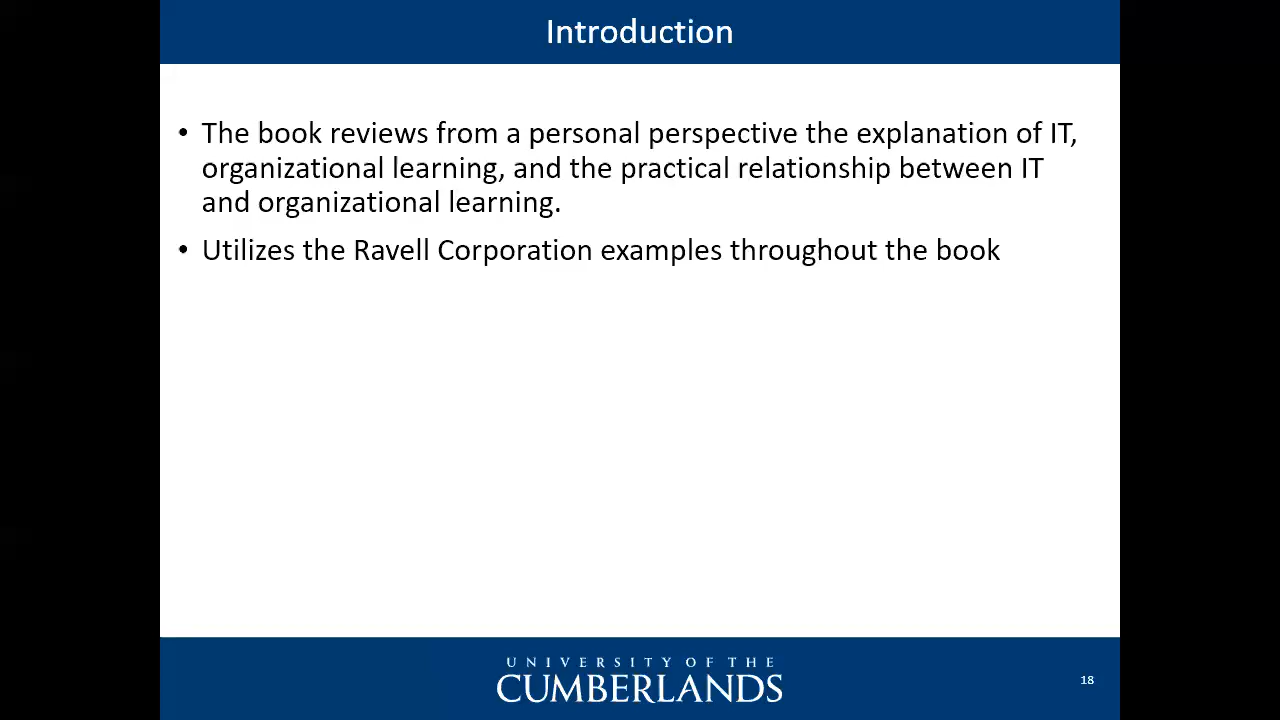 Introduction
• The book reviews from a personal perspective the explanation of IT,
organizational learning, and the practical relationship between IT
and organizational learning.
• Utilizes the Ravell Corporation examples throughout the book
UNIVERSITY OF THE
CUMBERLANDS
18